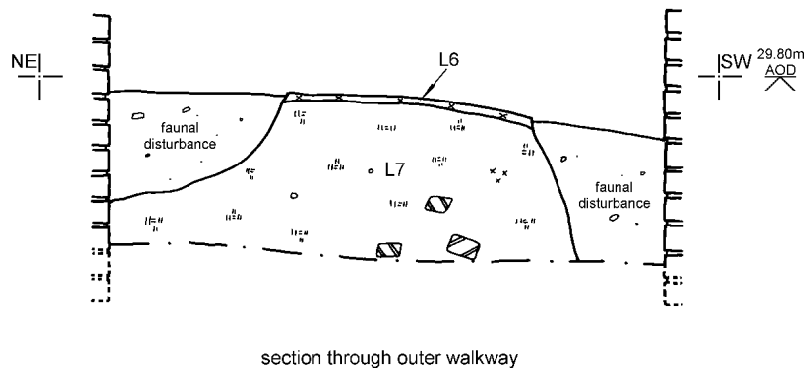 NE
L6
SW
29.80m
AOD
faunal
disturbance
L7
faunal
disturbance
section through outer walkway